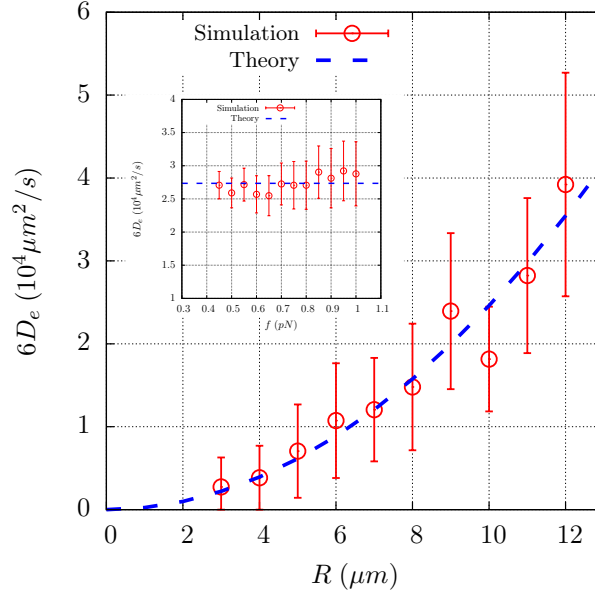 Simulation
Theory
6D_e (10^4 μm^2/s)
6
5
4
3
2
1
0
0 2 4 6 8 10 12
R (μm)
Simulation
Theory
6D_e (10^4 μm^2/s)
4
3.5
3
2.5
2
1.5
1
0.3 0.4 0.5 0.6 0.7 0.8 0.9 1 1.1
f (pN)